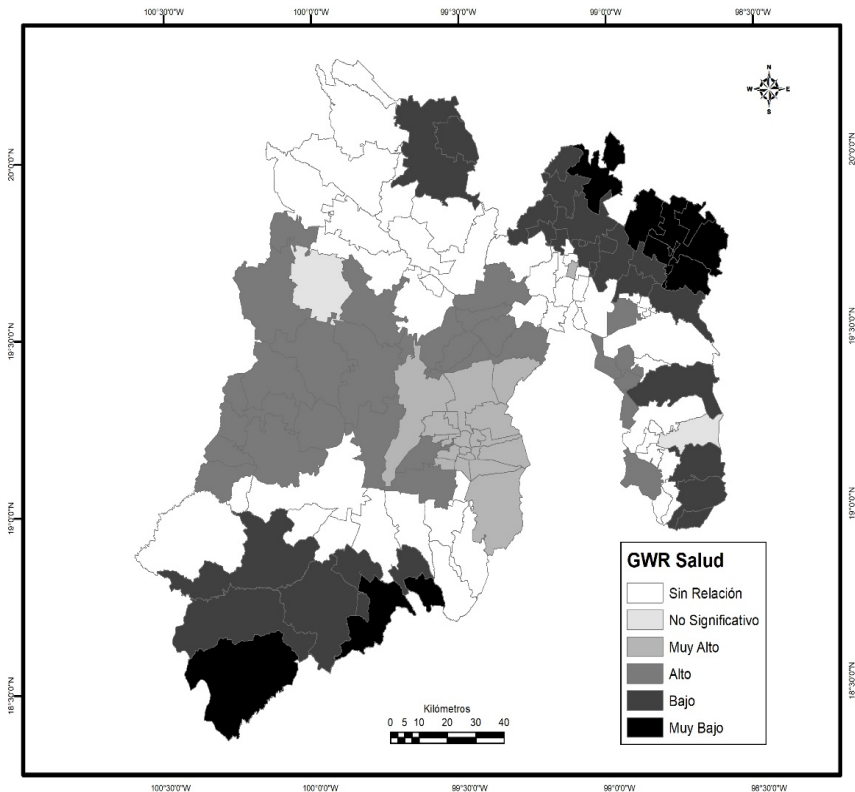 100°30'0"W 100°0'0"W 99°30'0"W 99°0'0"W 98°30'0"W
N
W E
S
20°0'0"N 20°0'0"N
19°30'0"N 19°30'0"N
19°0'0"N 19°0'0"N
18°30'0"N 18°30'0"N
GWR Salud
Sin Relación
No Significativo
Muy Alto
Alto
Bajo
Muy Bajo
Kilómetros
0 5 10 20 30 40
100°30'0"W 100°0'0"W 99°30'0"W 99°0'0"W 98°30'0"W